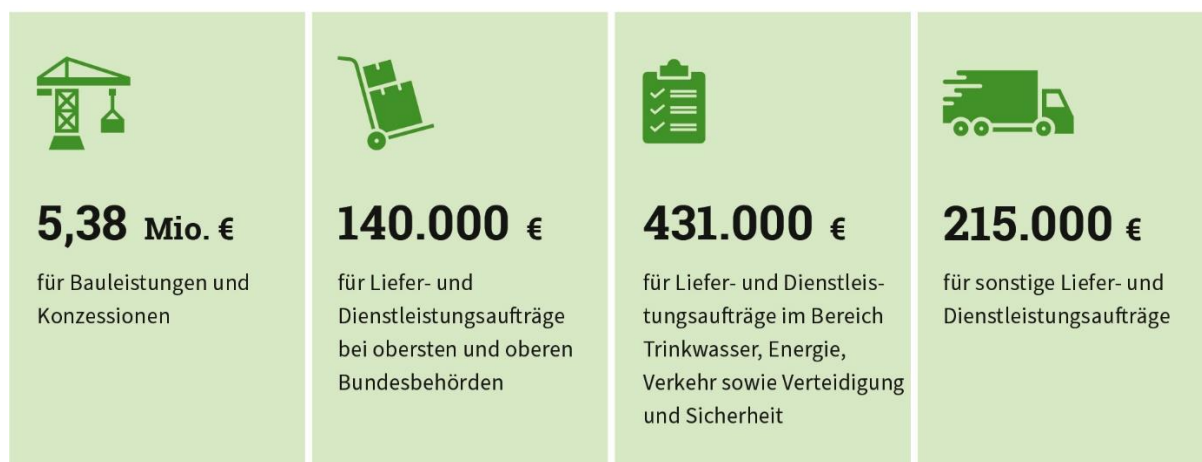 5,38 Mio. €
für Bauleistungen und
Konzessionen
140.000 €
für Liefer- und
Dienstleistungsaufträge
bei obersten und oberen
Bundesbehörden
431.000 €
für Liefer- und Dienstleis-
tungsaufträge im Bereich
Trinkwasser, Energie,
Verkehr sowie Verteidigung
und Sicherheit
215.000 €
für sonstige Liefer- und
Dienstleistungsaufträge